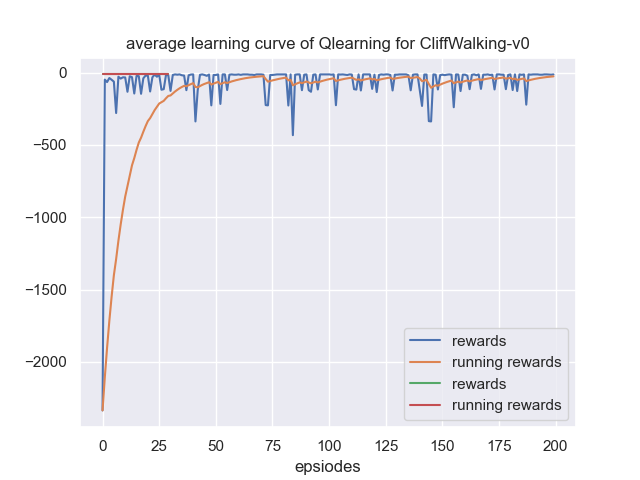 average learning curve of Qlearning for CliffWalking-v0
0
−500
−1000
−1500
−2000
0 25 50 75 100 125 150 175 200
epsiodes
rewards
running rewards
rewards
running rewards